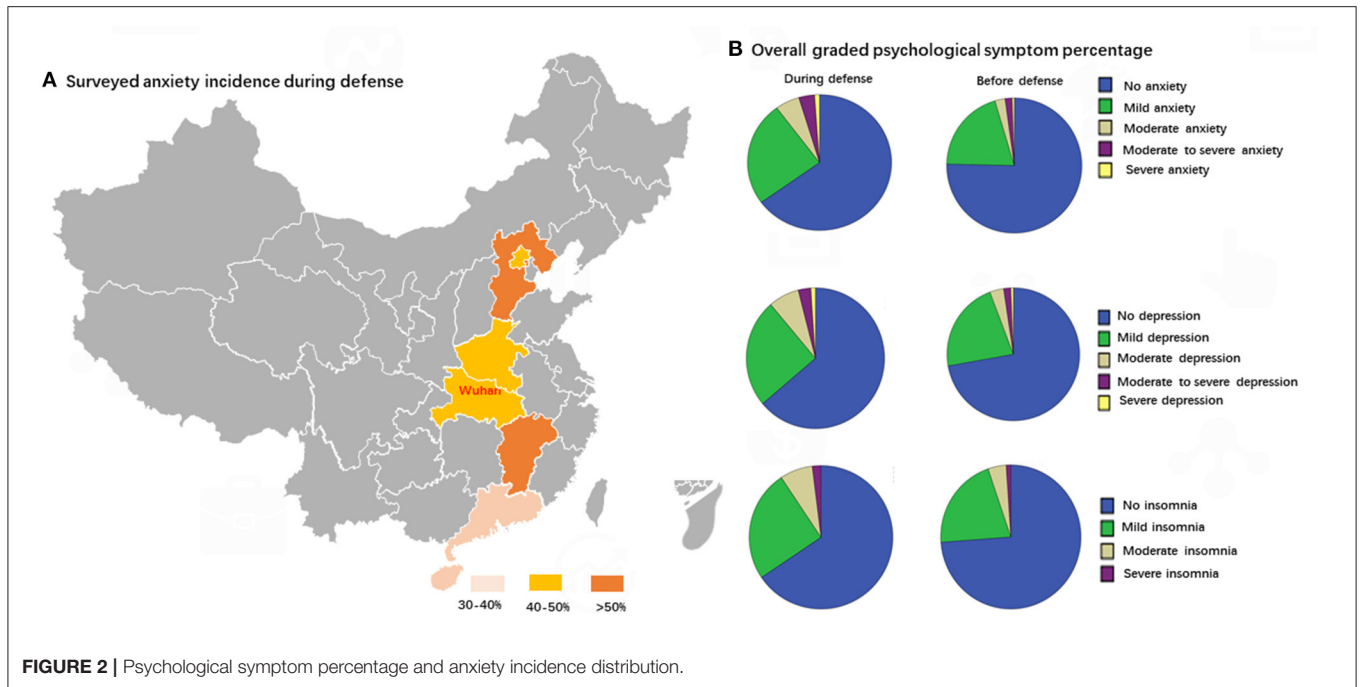 A Surveyed anxiety incidence during defense
Wuhan
30-40%
40-50%
>50%
B Overall graded psychological symptom percentage
During defense
Before defense
No anxiety
Mild anxiety
Moderate anxiety
Moderate to severe anxiety
Severe anxiety
No depression
Mild depression
Moderate depression
Moderate to severe depression
Severe depression
No insomnia
Mild insomnia
Moderate insomnia
Severe insomnia
FIGURE 2 | Psychological symptom percentage and anxiety incidence distribution.